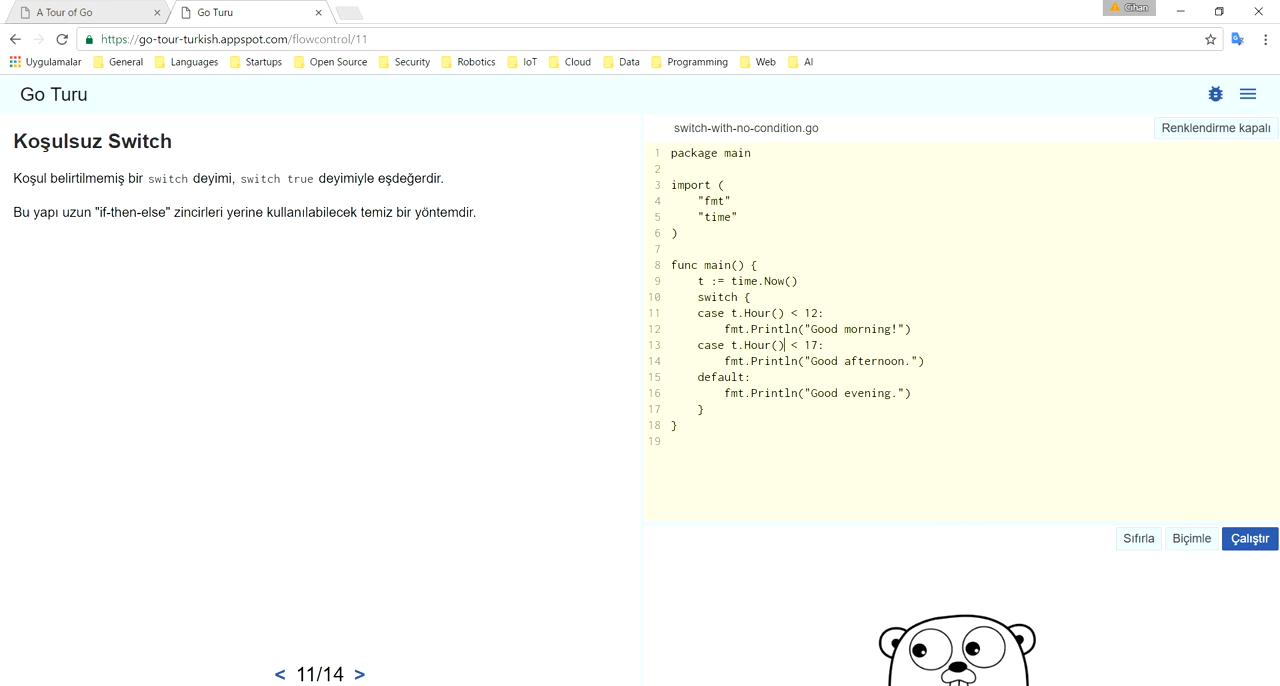 A Tour of Go
Go Turu
Cihan
https://go-tour-turkish.appspot.com/flowcontrol/11
Uygulamalar General Languages Startups Open Source Security Robotics IoT Cloud Data Programming Web AI
Go Turu
Koşulsuz Switch
Koşul belirtilmemiş bir switch deyimi, switch true deyimiyle eşdeğerdir.
Bu yapı uzun "if-then-else" zincirleri yerine kullanılabilecek temiz bir yöntemdir.
< 11/14 >
switch-with-no-condition.go
Renklendirme kapalı
1 package main
2
3 import (
4 "fmt"
5 "time"
6 )
7
8 func main() {
9 t := time.Now()
10 switch {
11 case t.Hour() < 12:
12 fmt.Println("Good morning!")
13 case t.Hour() < 17:
14 fmt.Println("Good afternoon.")
15 default:
16 fmt.Println("Good evening.")
17 }
18 }
19
Sıfırla Biçimle Çalıştır